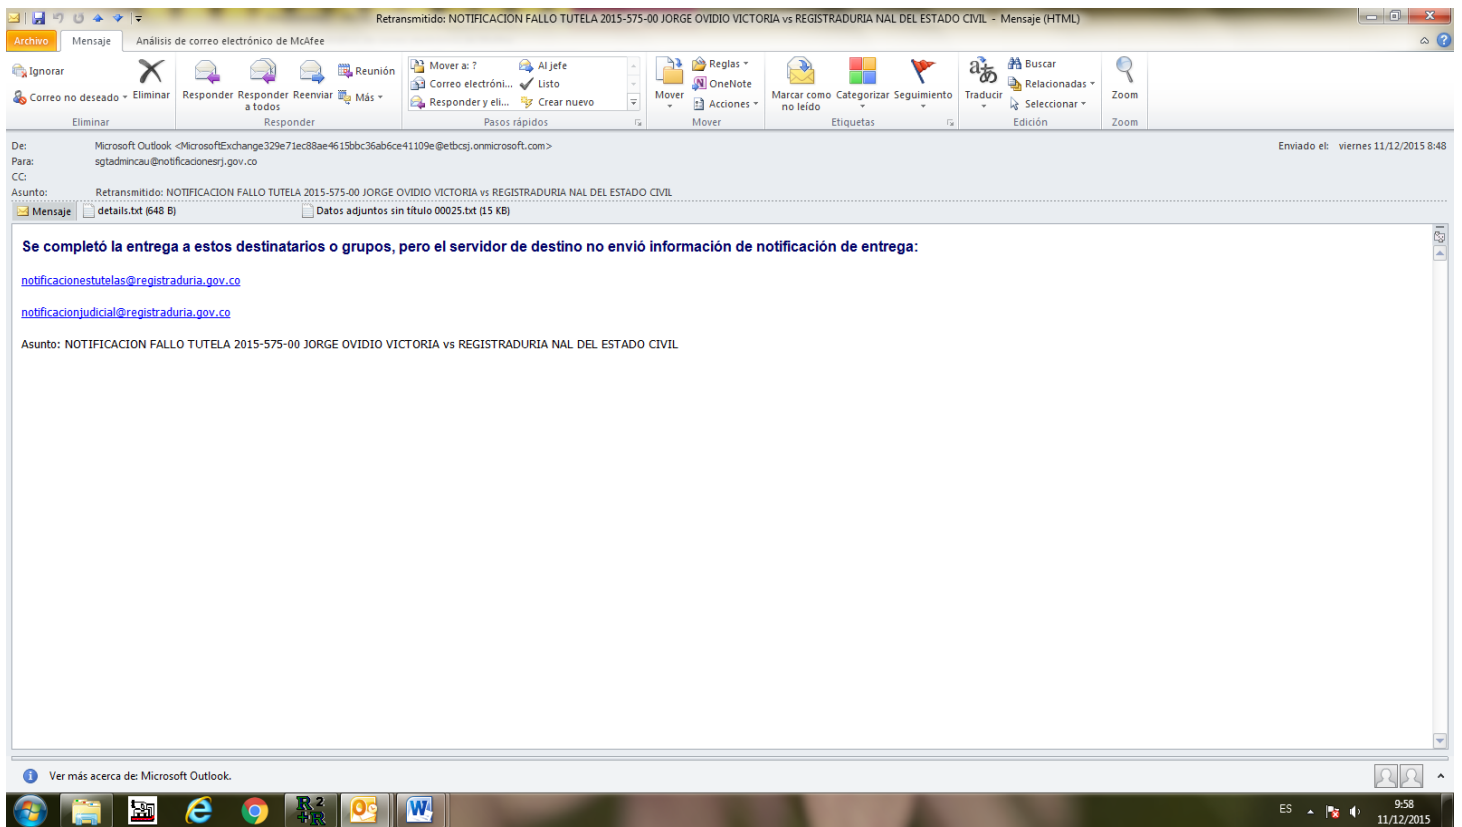 Retransmitido: NOTIFICACION FALLO TUTELA 2015-575-00 JORGE OVIDIO VICTORIA vs REGISTRADURIA NAL DEL ESTADO CIVIL - Mensaje (HTML)
Archivo Mensaje Análisis de correo electrónico de McAfee
Ignorar
Correo no deseado
Eliminar
Responder
Responder a todos
Reenviar
Reunión
Más
Mover a: ?
Correo electróni...
Responder y eli...
Al jefe
Listo
Crear nuevo
Mover
Reglas
OneNote
Acciones
Marcar como no leído
Categorizar
Seguimiento
Traducir
Buscar
Relacionadas
Seleccionar
Zoom
Eliminar Responder Pasos rápidos Mover Etiquetas Edición Zoom
De: Microsoft Outlook <MicrosoftExchange329e71ec88ae4615bbc36ab6ce41109e@etbcsj.onmicrosoft.com> Enviado el: viernes 11/12/2015 8:48
Para: sgtadmincau@notificacionesrj.gov.co
CC:
Asunto: Retransmitido: NOTIFICACION FALLO TUTELA 2015-575-00 JORGE OVIDIO VICTORIA vs REGISTRADURIA NAL DEL ESTADO CIVIL
Mensaje details.txt (648 B) Datos adjuntos sin título 00025.txt (15 KB)
Se completó la entrega a estos destinatarios o grupos, pero el servidor de destino no envió información de notificación de entrega:
notificacionestutelas@registraduria.gov.co
notificacionjudicial@registraduria.gov.co
Asunto: NOTIFICACION FALLO TUTELA 2015-575-00 JORGE OVIDIO VICTORIA vs REGISTRADURIA NAL DEL ESTADO CIVIL
Ver más acerca de: Microsoft Outlook.
ES
9:58
11/12/2015